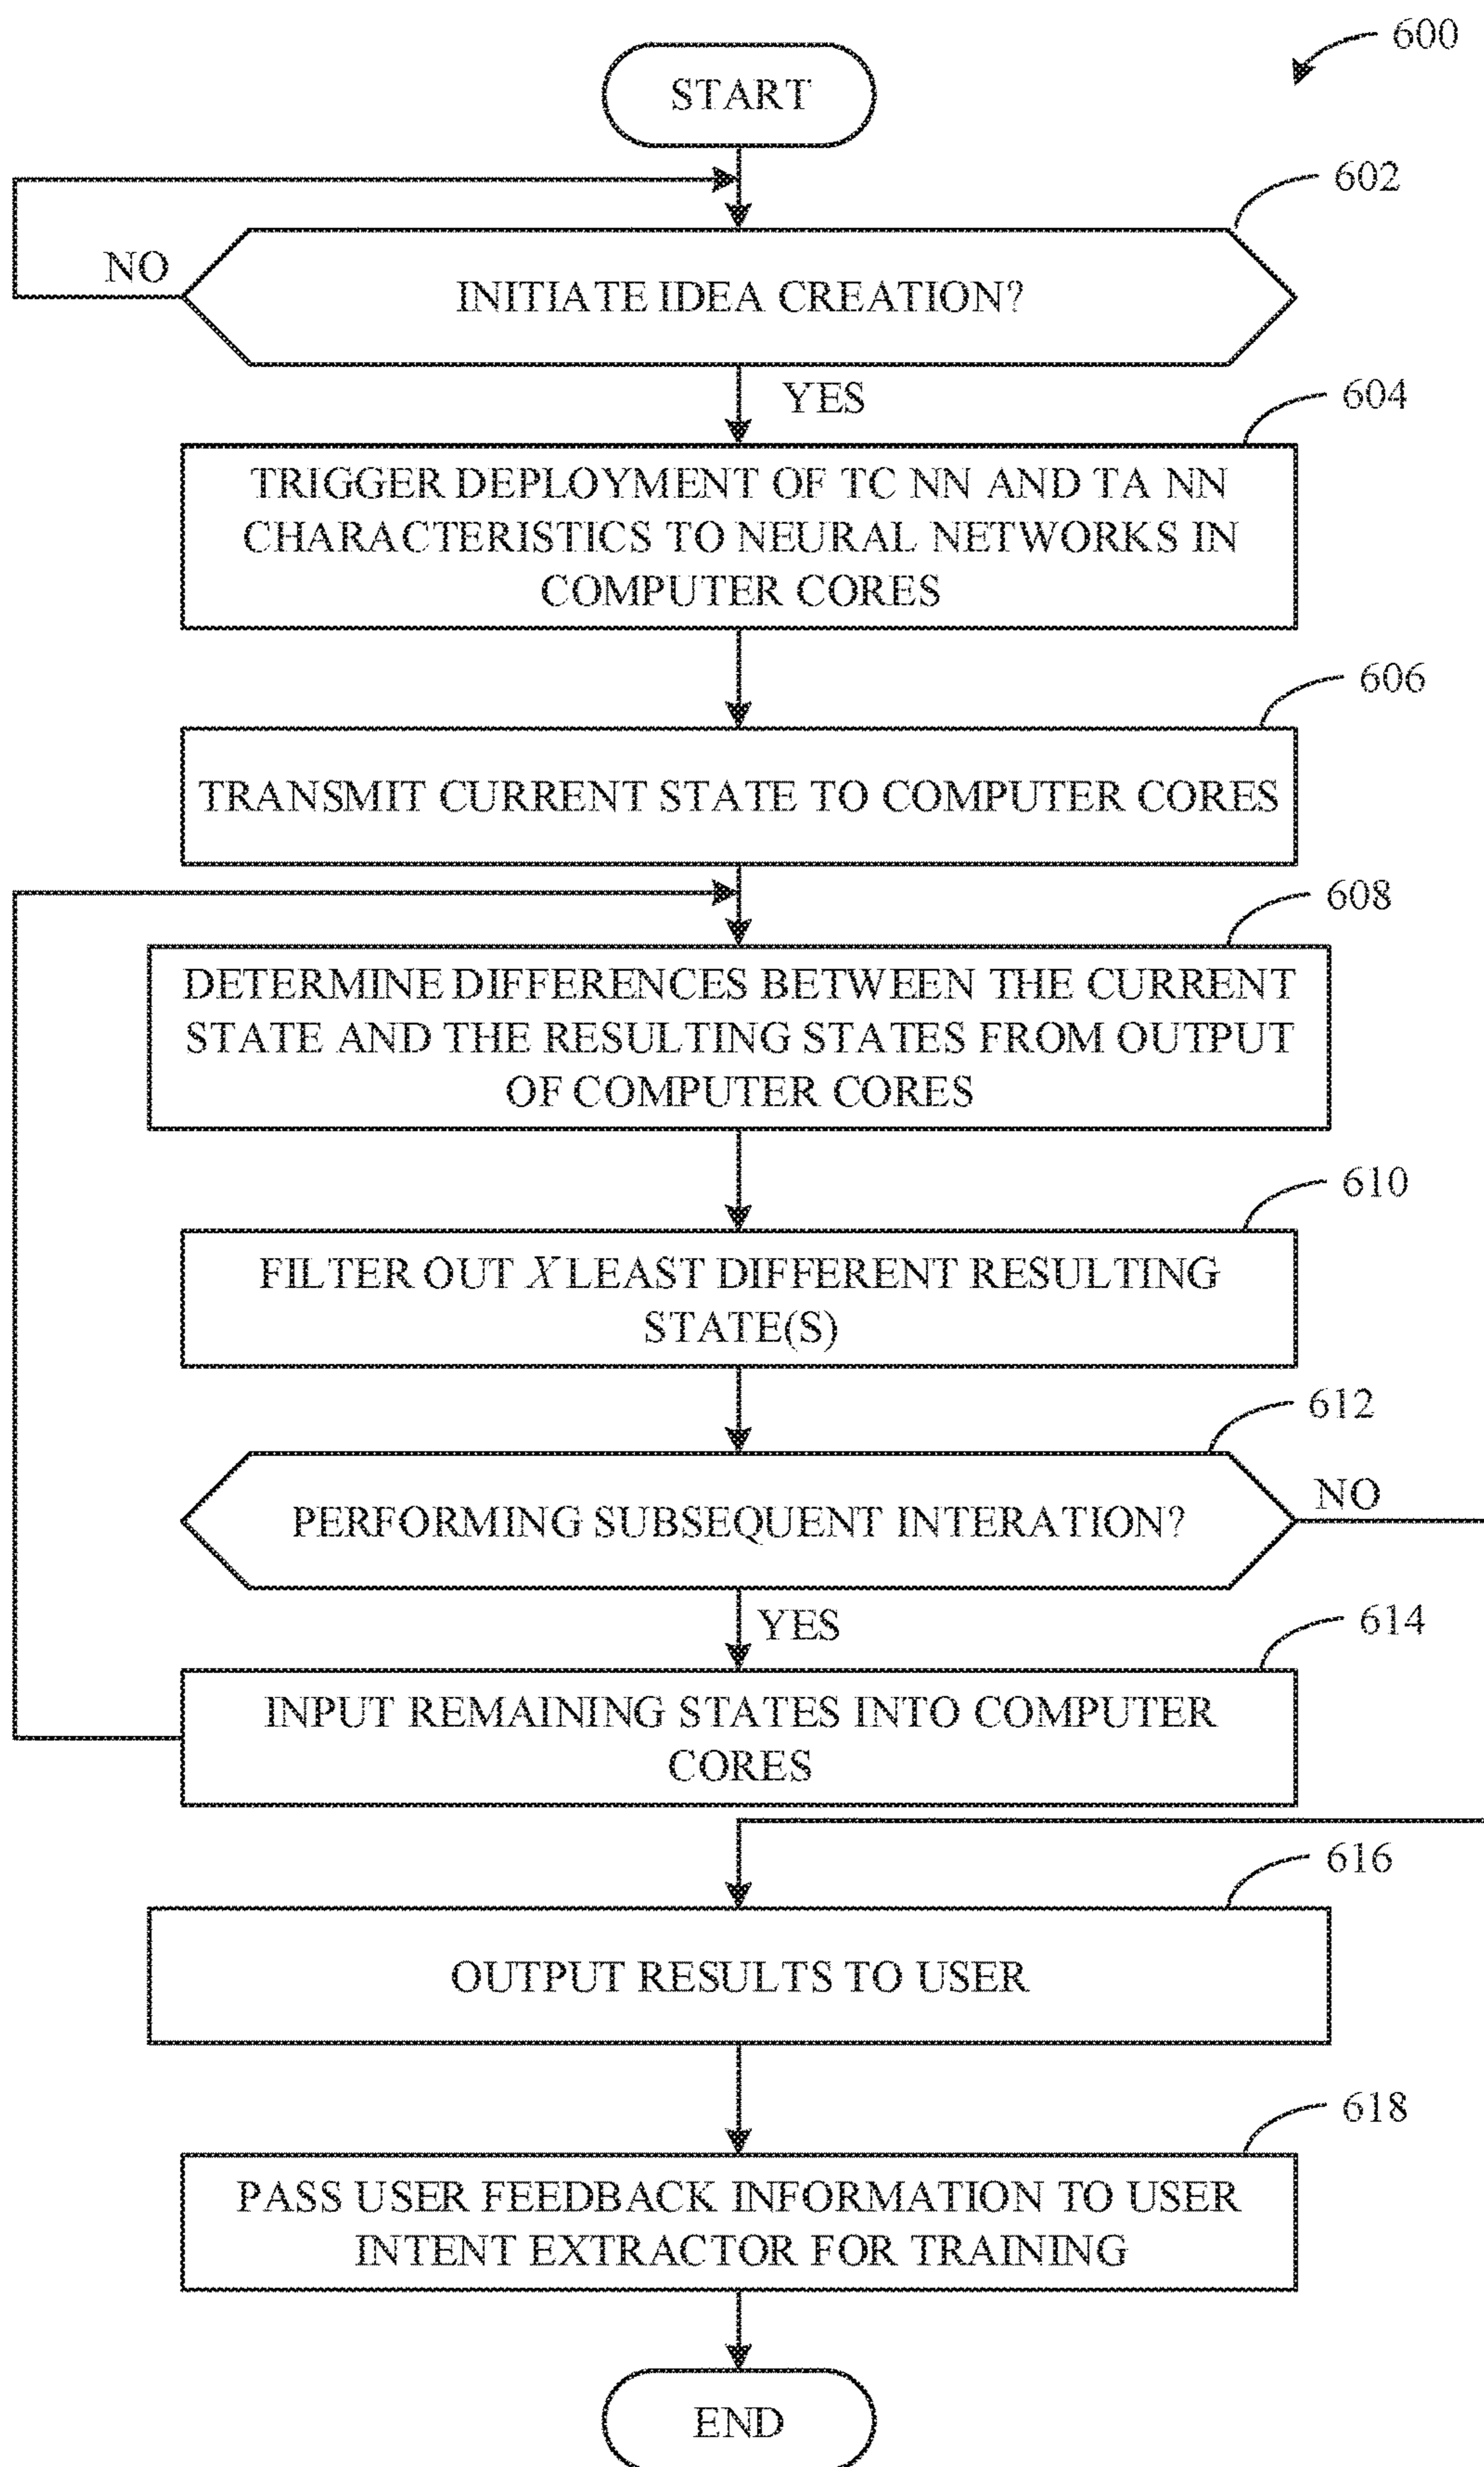 600
START
602
NO
INITIATE IDEA CREATION?
YES
604
TRIGGER DEPLOYMENT OF TC NN AND TA NN
CHARACTERISTICS TO NEURAL NETWORKS IN
COMPUTER CORES
606
TRANSMIT CURRENT STATE TO COMPUTER CORES
608
DETERMINE DIFFERENCES BETWEEN THE CURRENT
STATE AND THE RESULTING STATES FROM OUTPUT
OF COMPUTER CORES
610
FILTER OUT X LEAST DIFFERENT RESULTING
STATE(S)
612
NO
PERFORMING SUBSEQUENT INTERATION?
YES
614
INPUT REMAINING STATES INTO COMPUTER
CORES
616
OUTPUT RESULTS TO USER
618
PASS USER FEEDBACK INFORMATION TO USER
INTENT EXTRACTOR FOR TRAINING
END